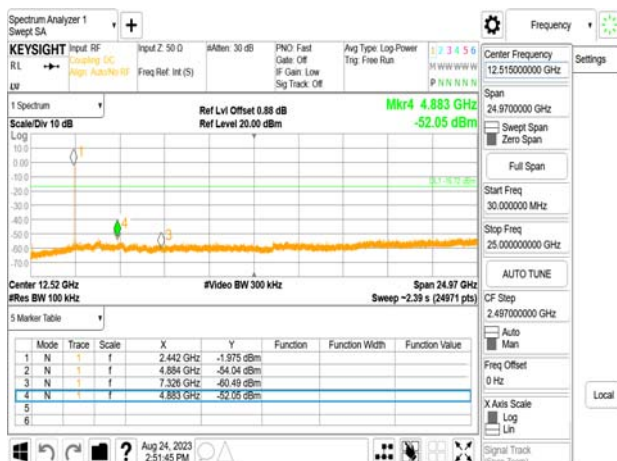 Spectrum Analyzer 1
Swept SA
Frequency
KEYSIGHT
Input: RF
Coupling: DC
Align: Auto/No RF
Input Z: 50 Ω
Freq Ref: Int (S)
#Atten: 30 dB
PNO: Fast
Gate: Off
IF Gain: Low
Sig Track: Off
Avg Type: Log-Power
Trig: Free Run
1 2 3 4 5 6
M W W W W W
P N N N N N
RL
LXI
1 Spectrum
Scale/Div 10 dB
Ref Lvl Offset 0.88 dB
Ref Level 20.00 dBm
Mkr4 4.883 GHz
-52.05 dBm
Log
10.0
0.00
-10.0
-20.0
-30.0
-40.0
-50.0
-60.0
-70.0
1
4
3
Center 12.52 GHz
#Res BW 100 kHz
#Video BW 300 kHz
Span 24.97 GHz
Sweep ~2.39 s (24971 pts)
5 Marker Table
Mode Trace Scale X Y Function Function Width Function Value
1 N 1 f 2.442 GHz -1.975 dBm
2 N 1 f 4.884 GHz -54.04 dBm
3 N 1 f 7.326 GHz -60.49 dBm
4 N 1 f 4.883 GHz -52.05 dBm
5
6
?
Aug 24, 2023
2:51:45 PM
Center Frequency
12.515000000 GHz
Span
24.9700000 GHz
Swept Span
Zero Span
Full Span
Start Freq
30.000000 MHz
Stop Freq
25.000000000 GHz
AUTO TUNE
CF Step
2.497000000 GHz
Auto
Man
Freq Offset
0 Hz
X Axis Scale
Log
Lin
Signal Track
Settings
Local